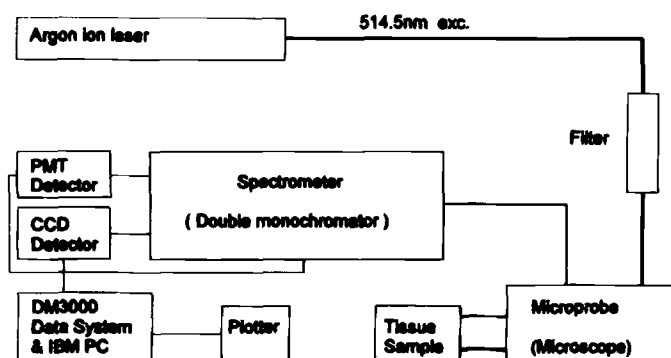 514.5nm exc.
Argon ion laser
Filter
PMT
Detector
Spectrometer
( Double monochromator )
CCD
Detector
DM3000
Data System
& IBM PC
Plotter
Tissue
Sample
Microprobe
(Microscope)